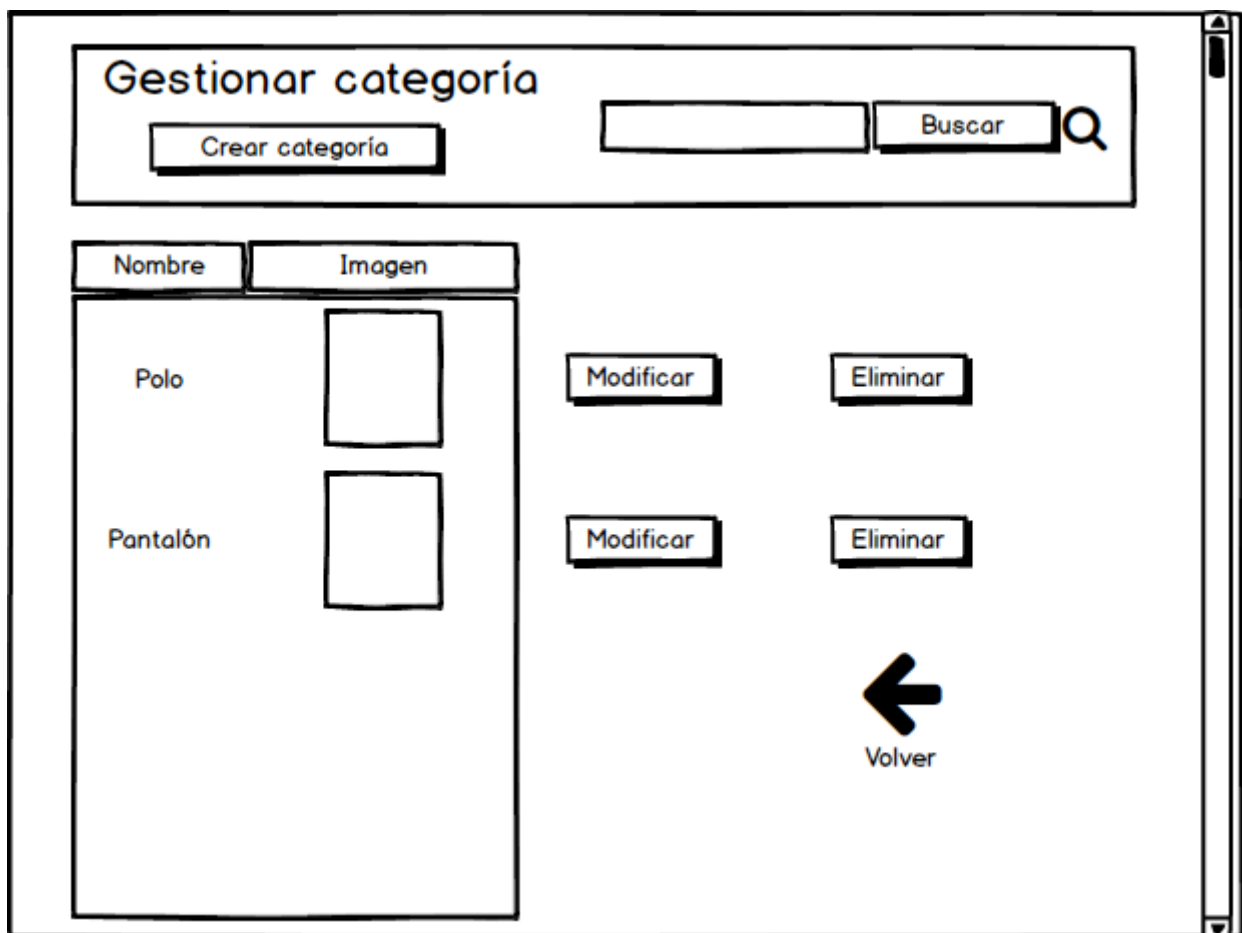 Gestionar categoría
Crear categoría
Buscar
Nombre
Imagen
Polo
Modificar
Eliminar
Pantalón
Modificar
Eliminar
Volver